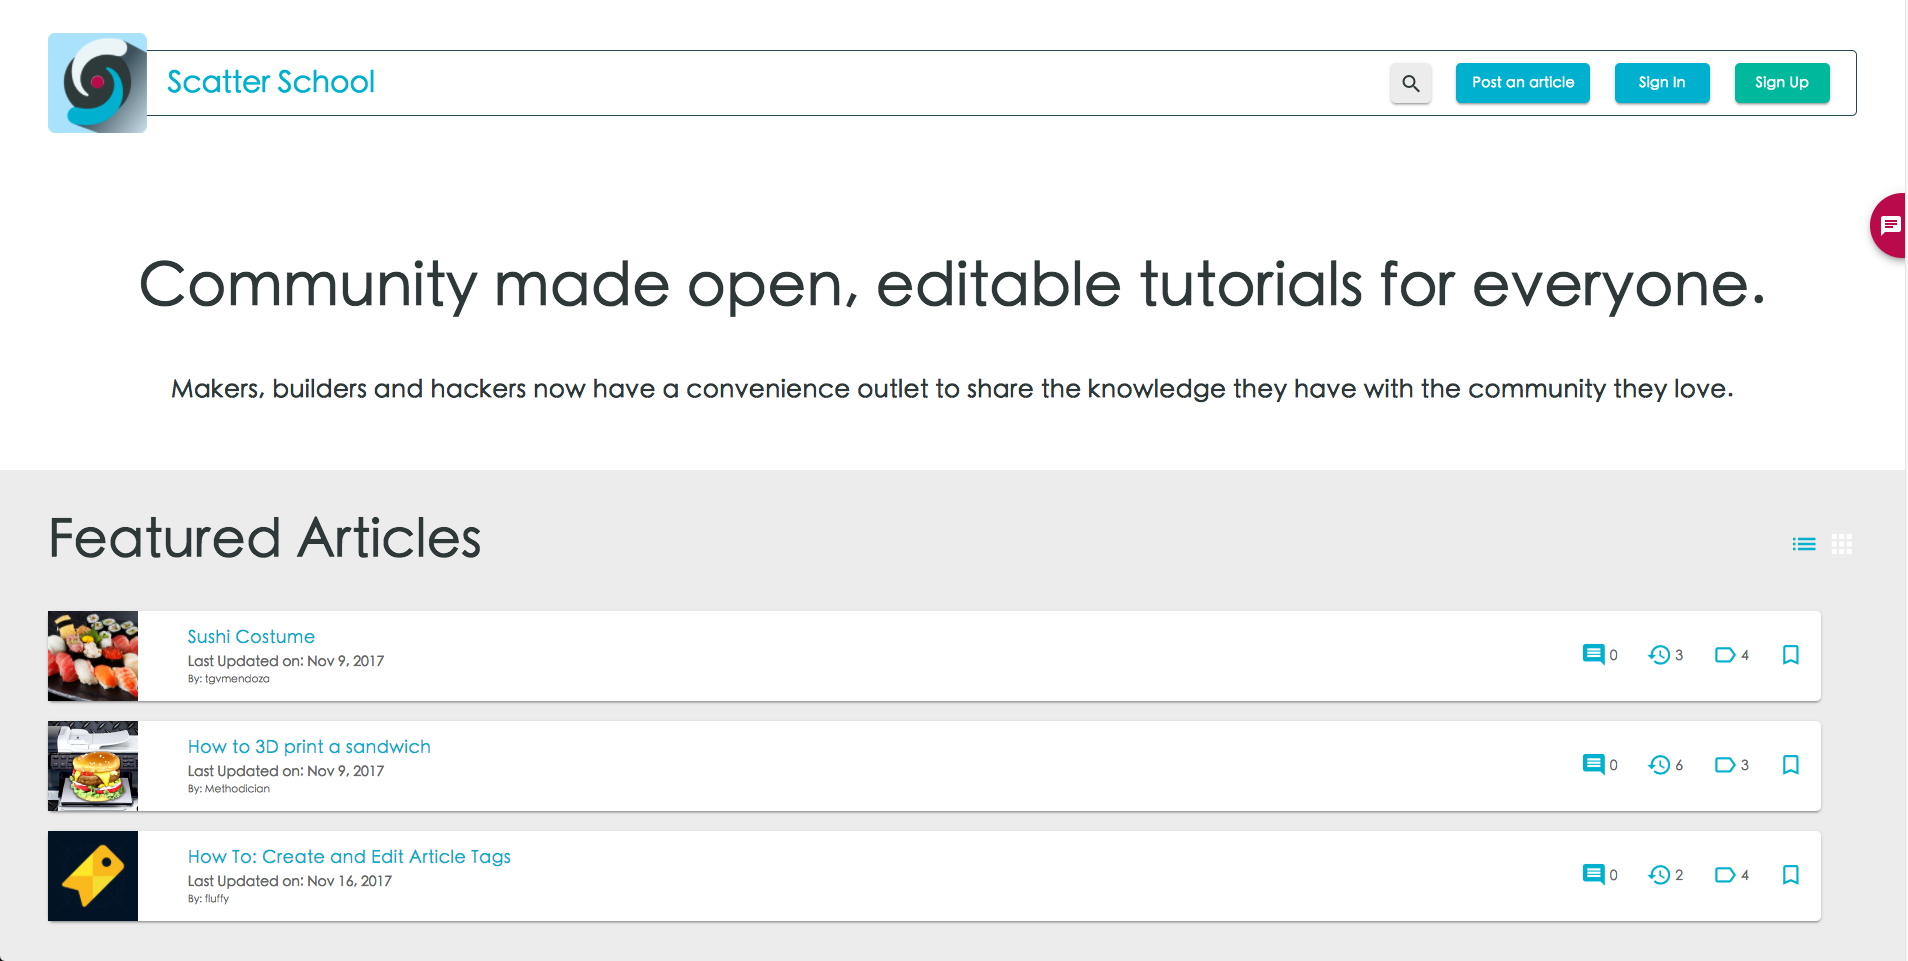 Scatter School
Post an article
Sign In
Sign Up
Community made open, editable tutorials for everyone.
Makers, builders and hackers now have a convenience outlet to share the knowledge they have with the community they love.
Featured Articles
Sushi Costume
Last Updated on: Nov 9, 2017
By: tgvmendoza
0 3 4
How to 3D print a sandwich
Last Updated on: Nov 9, 2017
By: Methodician
0 6 3
How To: Create and Edit Article Tags
Last Updated on: Nov 16, 2017
By: fluffy
0 2 4